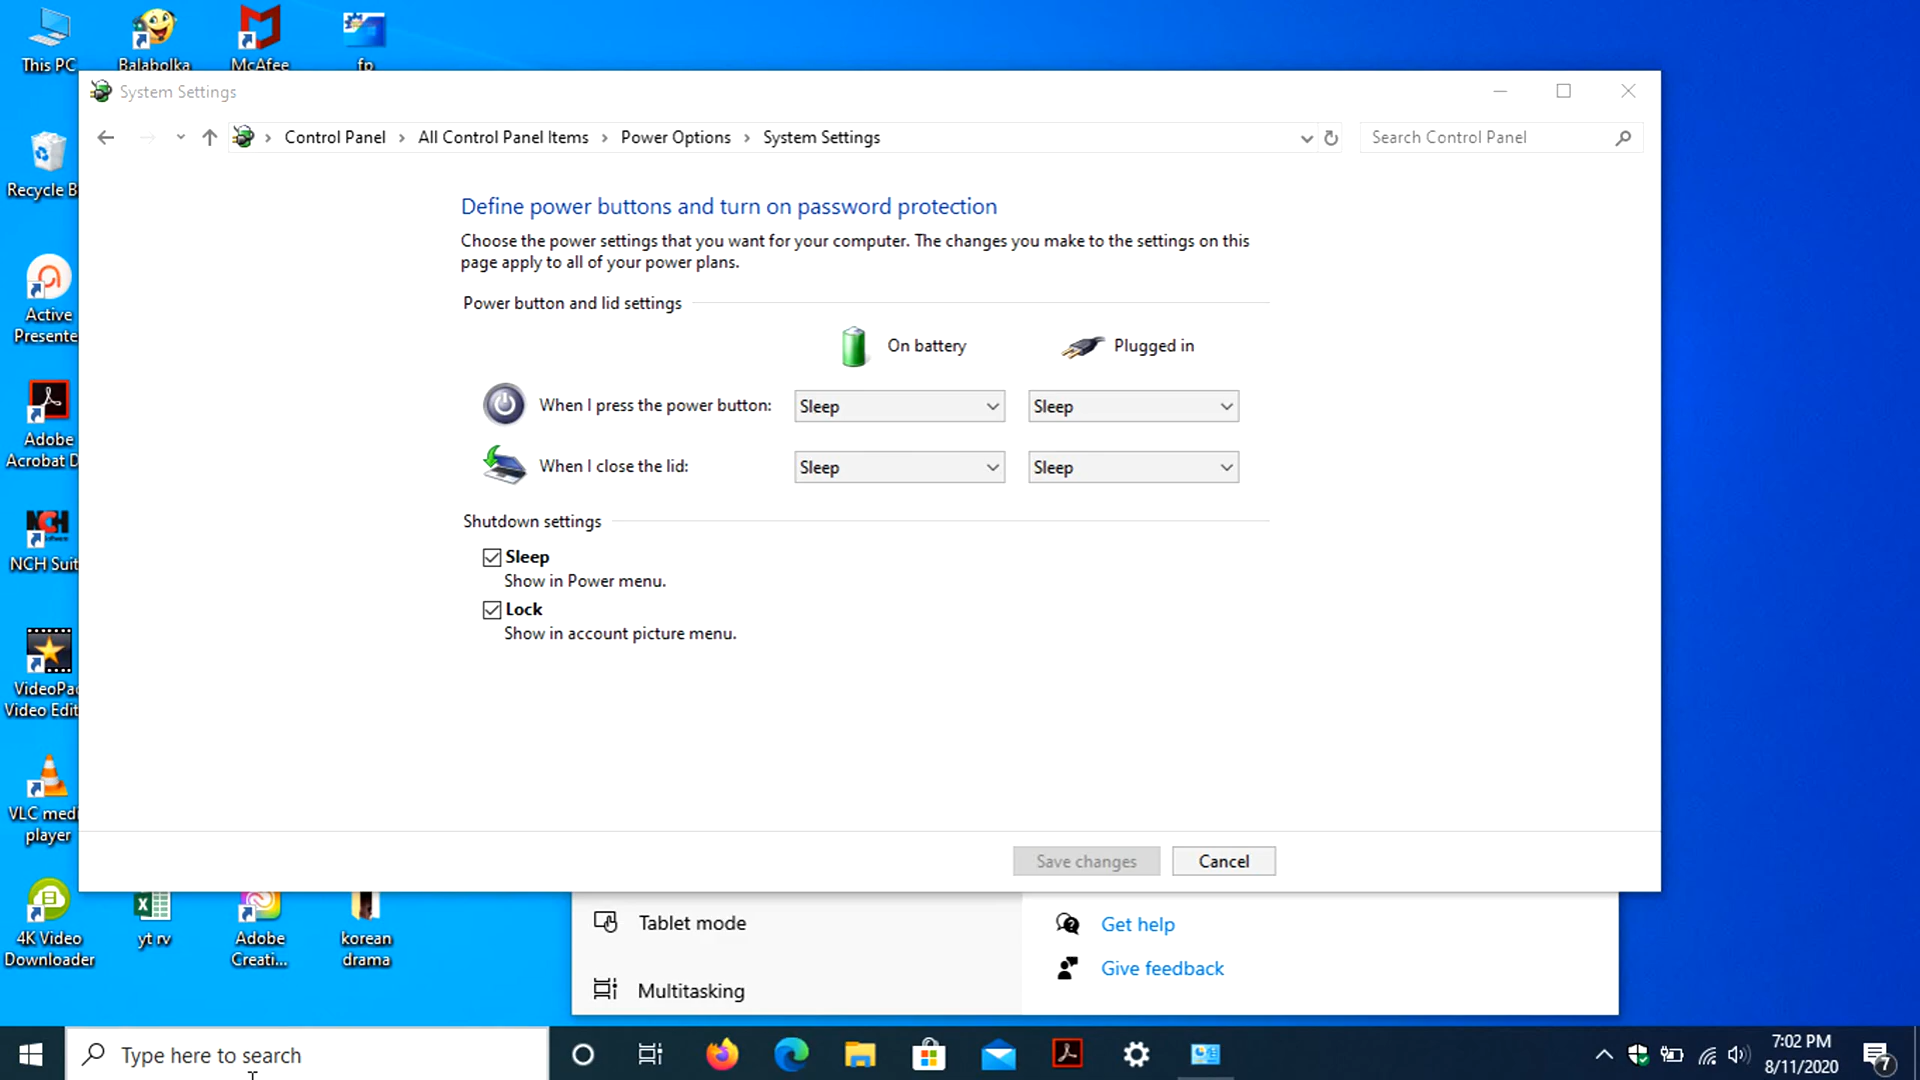 This PC
Balabolka
McAfee
fp
System Settings
Control Panel
All Control Panel Items
Power Options
System Settings
Search Control Panel
Recycle B
Define power buttons and turn on password protection
Choose the power settings that you want for your computer. The changes you make to the settings on this
page apply to all of your power plans.
Power button and lid settings
On battery
Plugged in
When I press the power button:
Sleep
Sleep
When I close the lid:
Sleep
Sleep
Shutdown settings
Sleep
Show in Power menu.
Lock
Show in account picture menu.
Save changes
Cancel
Active
Presente
Adobe
Acrobat D
NCH
NCH Suit
VideoPa
Video Edit
VLC medi
player
4K Video
Downloader
yt rv
Adobe
Creati...
korean
drama
Tablet mode
Multitasking
Get help
Give feedback
Type here to search
7:02 PM
8/11/2020
7